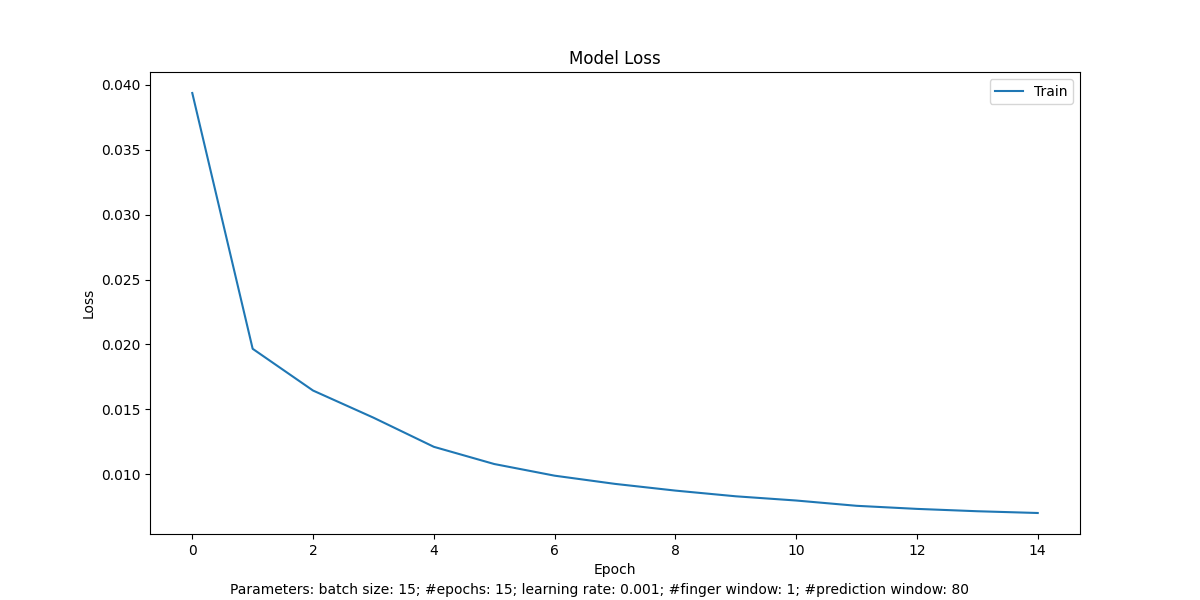 Model Loss
Train
0.040
0.035
0.030
0.025
0.020
0.015
0.010
Loss
0 2 4 6 8 10 12 14
Epoch
Parameters: batch size: 15; #epochs: 15; learning rate: 0.001; #finger window: 1; #prediction window: 80